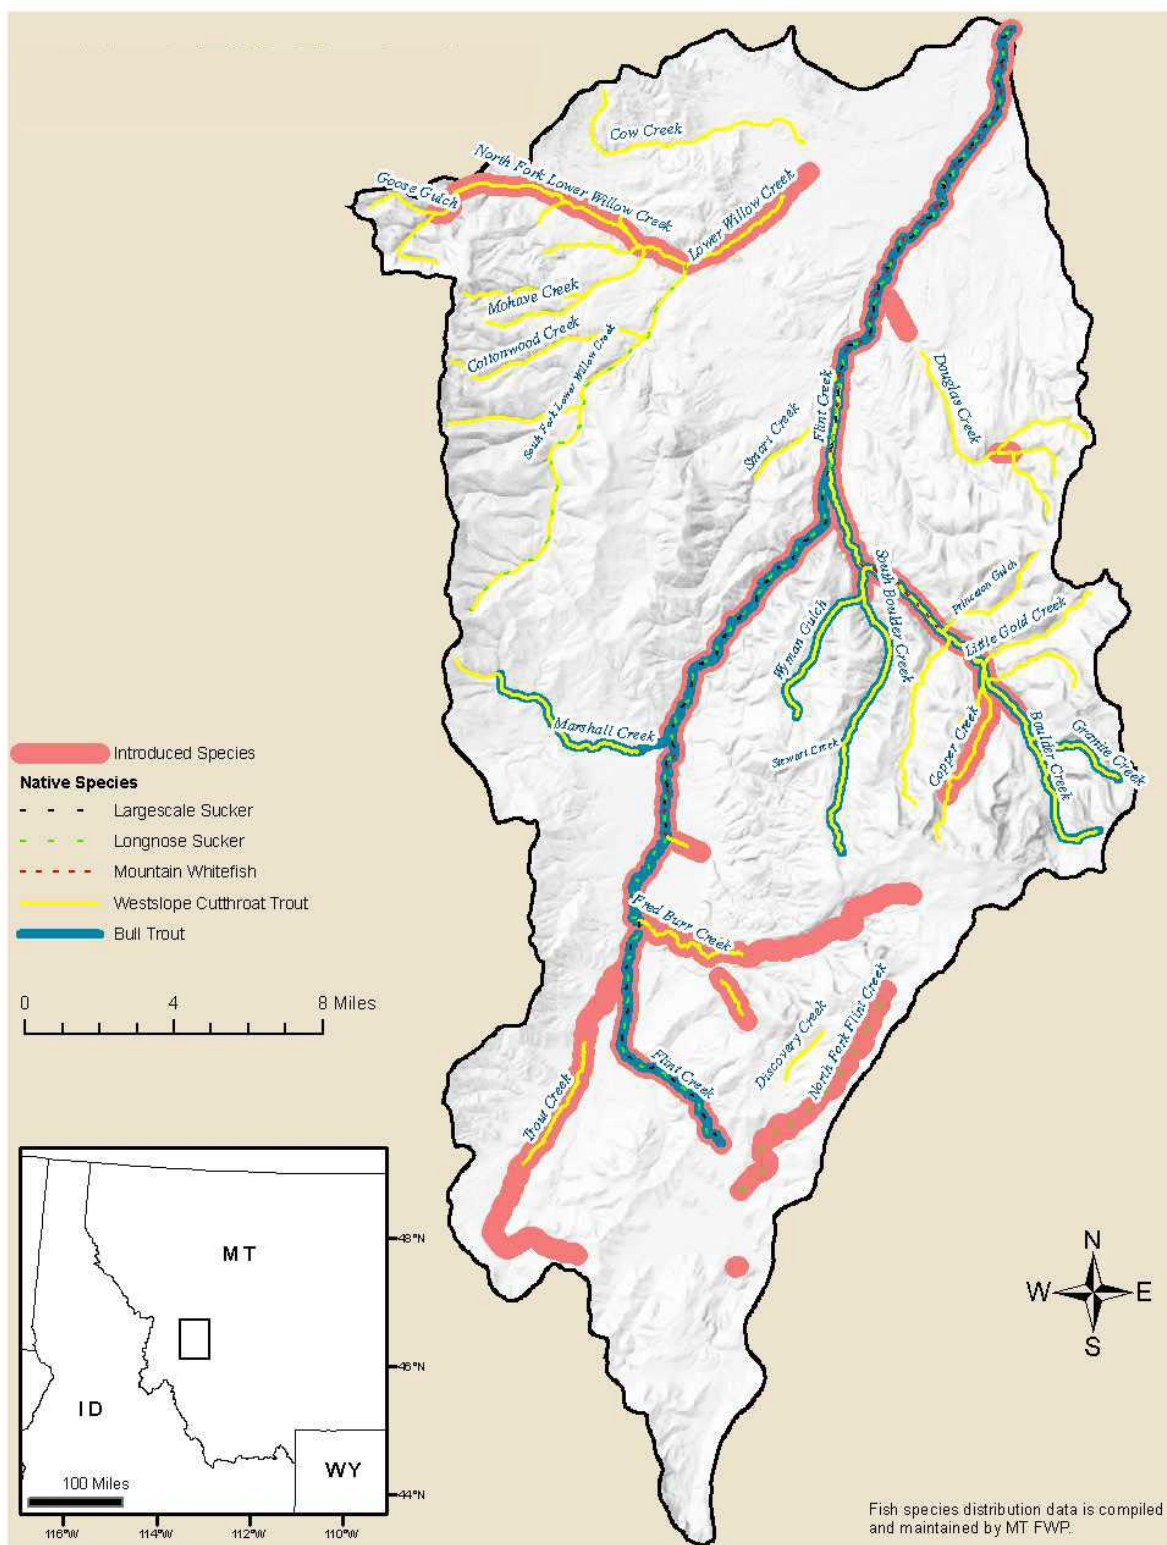 Cow Creek
North Fork Lower Willow Creek
Goose Gulch
Lower Willow Creek
Mohave Creek
Cottonwood Creek
South Fork Lower Willow Creek
Flint Creek
Douglas Creek
Smart Creek
South Boulder Creek
Princeton Gulch
Little Gold Creek
Wyman Gulch
Marshall Creek
Stewart Creek
Copper Creek
Boulder Creek
Granite Creek
Introduced Species
Native Species
Largescale Sucker
Longnose Sucker
Mountain Whitefish
Westslope Cutthroat Trout
Bull Trout
0 4 8 Miles
Fred Burr Creek
Discovery Creek
North Fork Flint Creek
Flint Creek
Trout Creek
MT
ID
WY
100 Miles
48°N
46°N
44°N
116°W 114°W 112°W 110°W
N
W E
S
Fish species distribution data is compiled
and maintained by MT FWP.